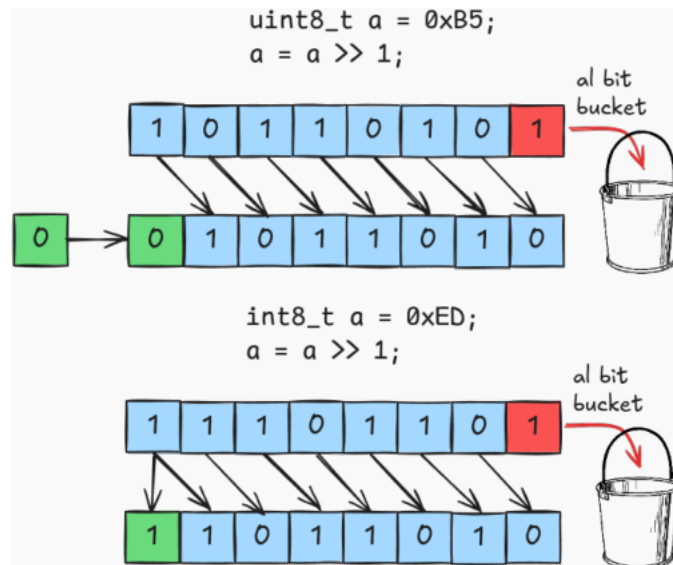 uint8_t a = 0xB5;
a = a >> 1;
al bit
bucket
1 0 1 1 0 1 0 1
0 0 1 0 1 1 0 1 0
int8_t a = 0xED;
a = a >> 1;
al bit
bucket
1 1 1 0 1 1 0 1
1 1 0 1 1 0 1 0